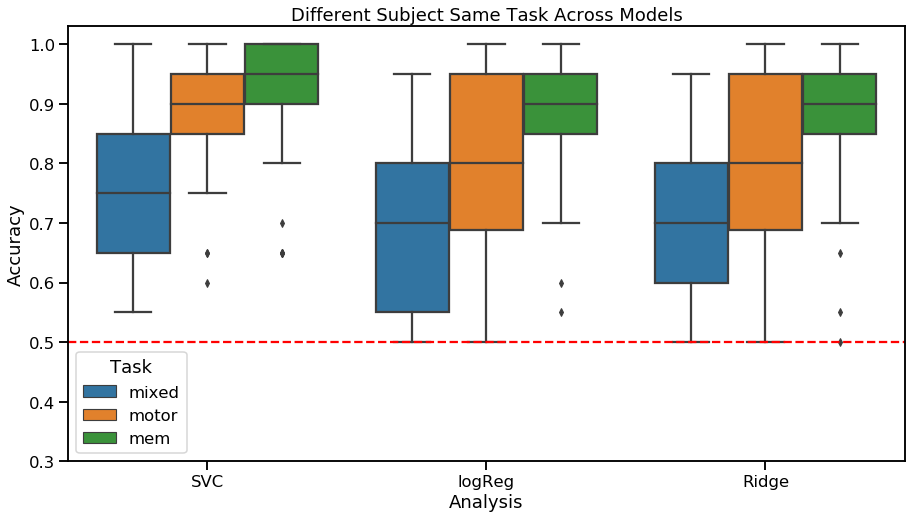 Different Subject Same Task Across Models
Accuracy
1.0
0.9
0.8
0.7
0.6
0.5
0.4
0.3
Task
mixed
motor
mem
SVC
logReg
Ridge
Analysis